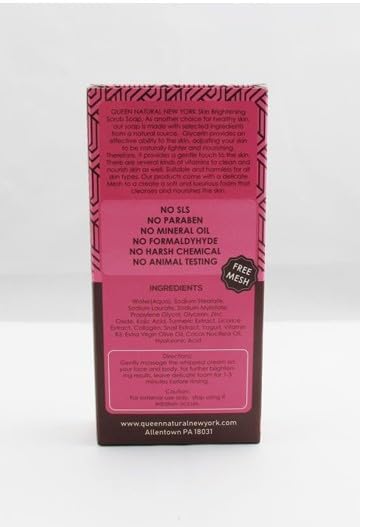 QUEEN NATURAL NEW YORK Skin Brightening
Scrub Soap, As another choice for healthy skin,
our soap is made with selected ingredients
from a natural source. Glycerin provides an
effective ability to the skin, adjusting your skin
to be naturally lighter and nourishing.
Therefore, it provides a gentle touch to the skin.
There are several kinds of vitamins to clean and
nourish skin as well. Suitable and harmless for all
skin types. Our products come with a delicate
Mesh to create a soft and luxurious foam that
cleanses and nourishes the skin.
NO SLS
NO PARABEN
NO MINERAL OIL
NO FORMALDYHYDE
NO HARSH CHEMICAL
NO ANIMAL TESTING
FREE
MESH
INGREDIENTS
Water(Aqua), Sodium Stearate,
Sodium Laurate, Sodium Myristate,
Propylene Glycol, Glycerin, Zinc
Oxide, Kojic Acid, Turmeric Extract, Licorice
Extract, Collagen, Snail Extract, Yogurt, Vitamin
B3, Extra Virgin Olive Oil, Cocos Nucifera Oil,
Hyaluronic Acid
Directions:
Gently massage the whipped cream on
your face and body, for further brighten-
ing results, leave delicate foam for 1-3
minutes before rinsing.
Caution:
For external use only, stop using if
irritation occurs.
www.queennaturalnewyork.com
Allentown PA 18031